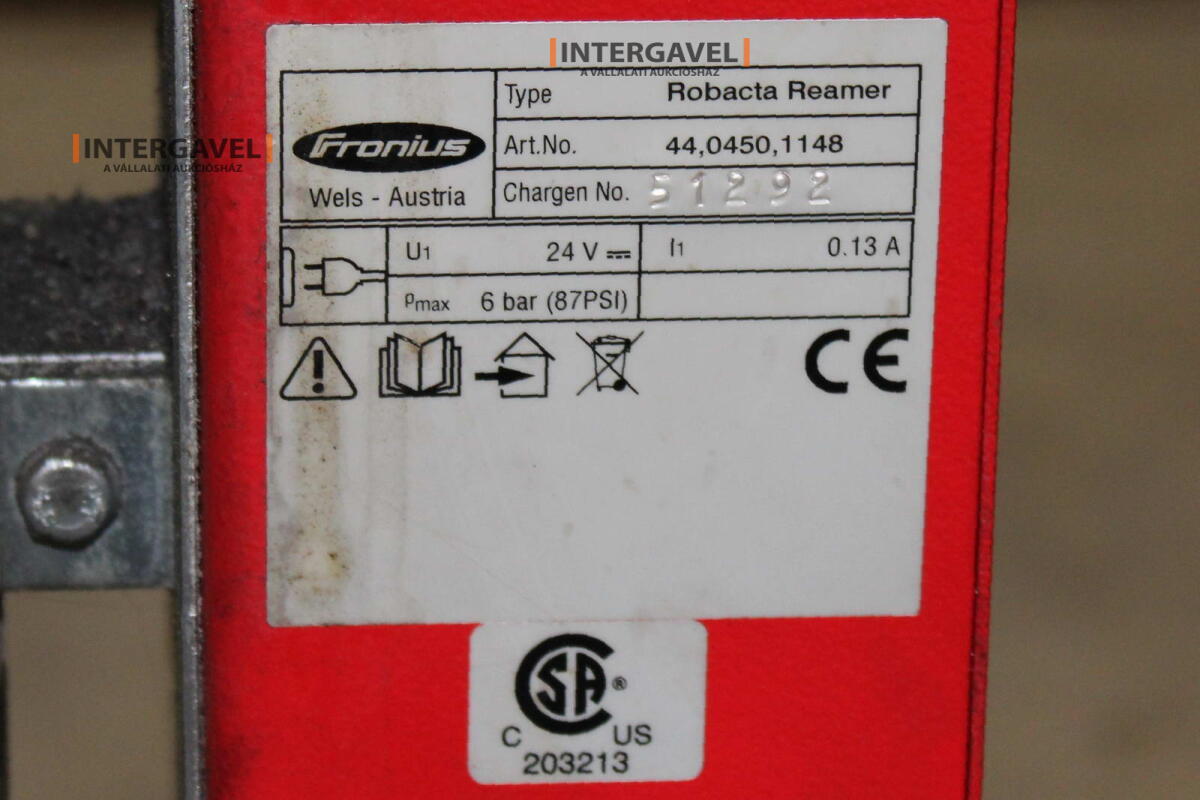 INTERGAVEL
A VÁLLALATI AUKCIÓSHÁZ
INTERGAVEL
A VÁLLALATI AUKCIÓSHÁZ
Fronius
Wels - Austria
Type Robacta Reamer
Art.No. 44,0450,1148
Chargen No. 51292
U1 24 V I1 0.13 A
pmax 6 bar (87PSI)
CE
CSA ®
C US
203213